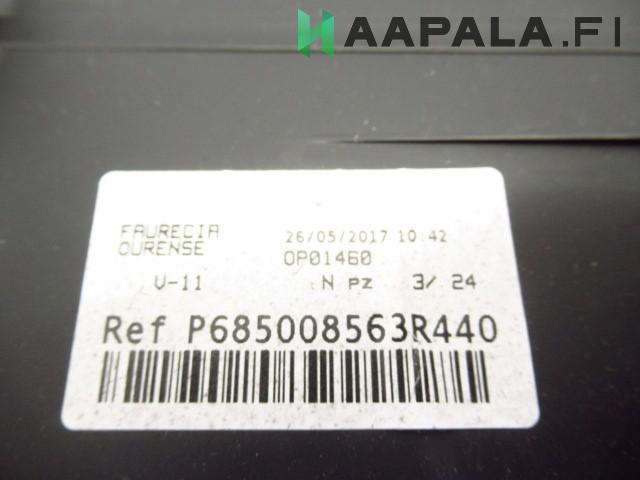 HAAPALA.FI
FAURECIA 26/05/2017 10:42
OURENSE OP01460
V-11 N pz 3/ 24
Ref P685008563R440